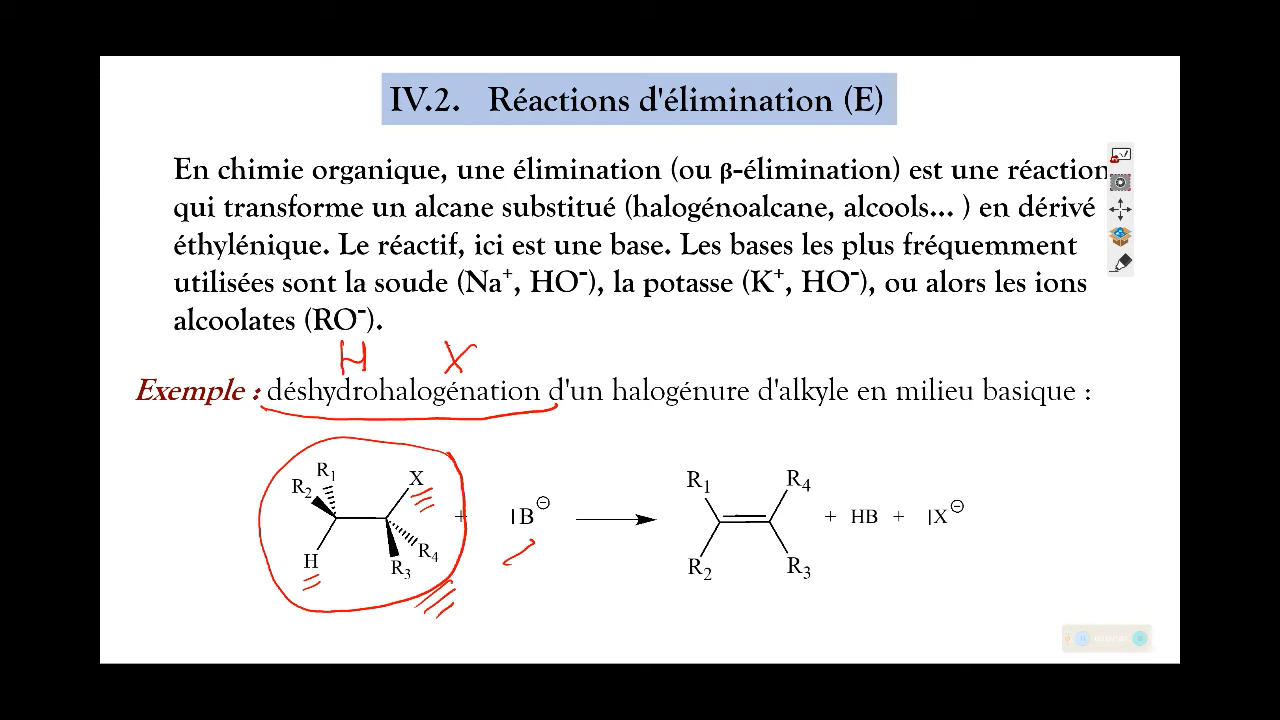 IV.2. Réactions d'élimination (E)
En chimie organique, une élimination (ou β-élimination) est une réaction
qui transforme un alcane substitué (halogénoalcane, alcools... ) en dérivé
éthylénique. Le réactif, ici est une base. Les bases les plus fréquemment
utilisées sont la soude (Na⁺, HO⁻), la potasse (K⁺, HO⁻), ou alors les ions
alcoolates (RO⁻).
H X
Exemple : déshydrohalogénation d'un halogénure d'alkyle en milieu basique :
R₁ X R₁ R₄
R₂
+ |B⊖ + HB + |X⊖
H R₄ R₃ R₂ R₃